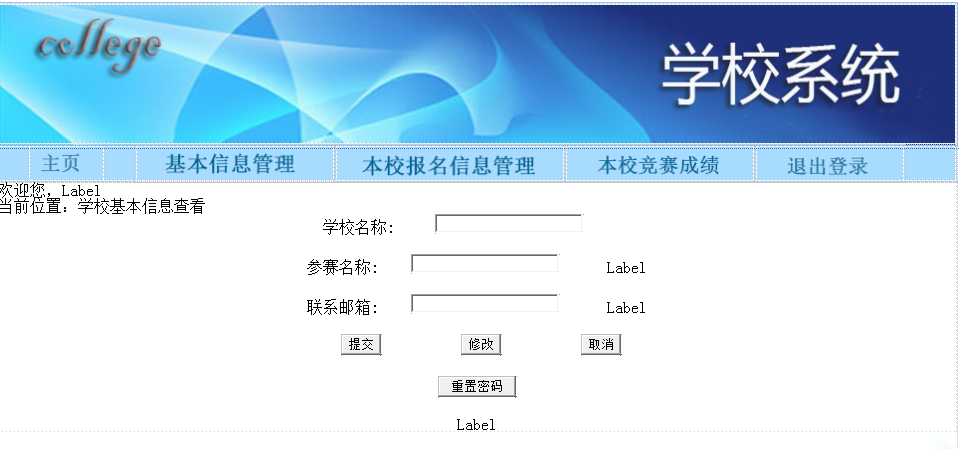 college
学校系统
主页 基本信息管理 本校报名信息管理 本校竞赛成绩 退出登录
欢迎您，Label
当前位置：学校基本信息查看
学校名称：
参赛名称： Label
联系邮箱： Label
提交 修改 取消
重置密码
Label